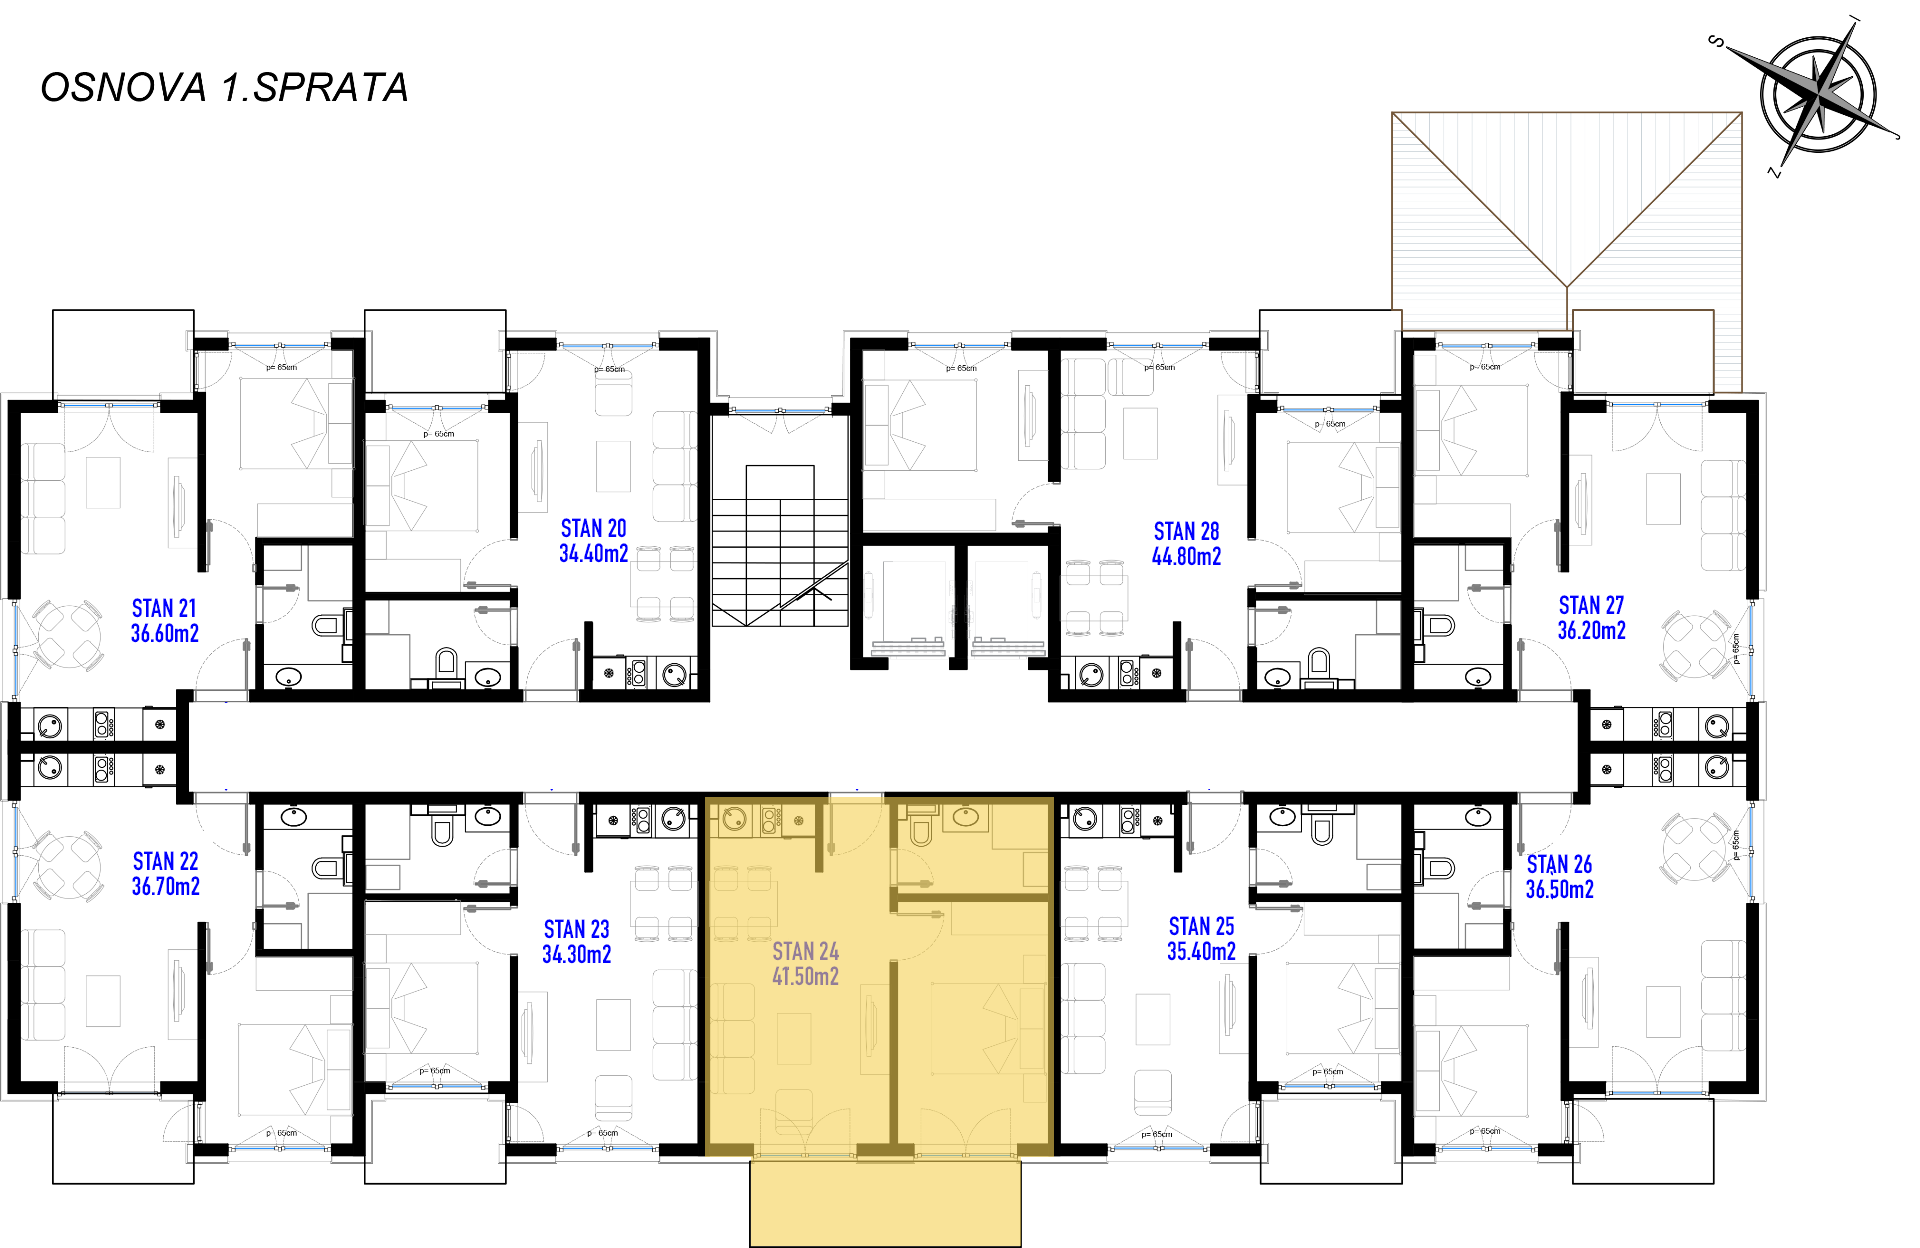 I
S
OSNOVA 1.SPRATA
J
Z
p= 65cm
p= 65cm
p= 65cm
p= 65cm
p- 65cm
p= 65cm
p- 65cm
STAN 20
34.40m2
STAN 28
44.80m2
STAN 21
36.60m2
STAN 27
36.20m2
p= 65cm
STAN 22
36.70m2
STAN 26
36.50m2
p= 65cm
STAN 23
34.30m2
STAN 24
41.50m2
STAN 25
35.40m2
p= 65cm
p= 65cm
p= 65cm
p= 65cm
p= 65cm
p= 65cm